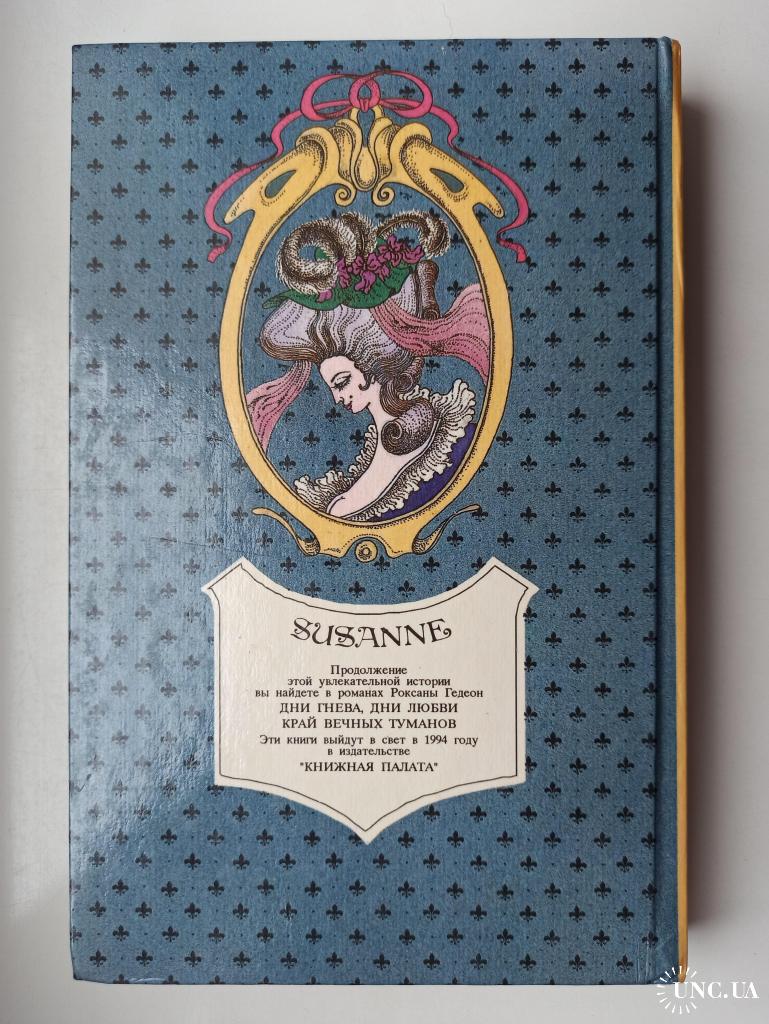 SUSANNE
Продолжение
этой увлекательной истории
вы найдете в романах Роксаны Гедеон
ДНИ ГНЕВА, ДНИ ЛЮБВИ
КРАЙ ВЕЧНЫХ ТУМАНОВ
Эти книги выйдут в свет в 1994 году
в издательстве
"КНИЖНАЯ ПАЛАТА"
UNC.UA